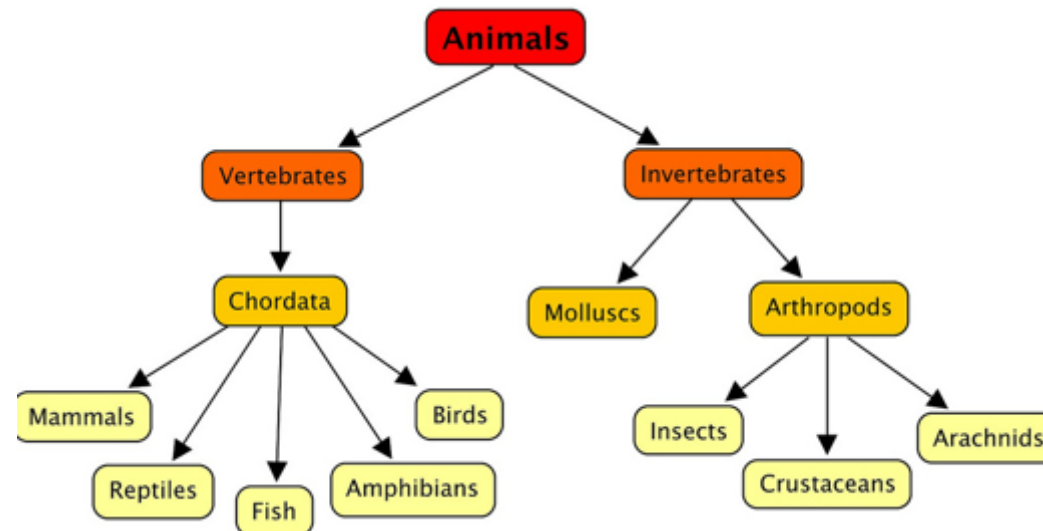 Animals
Vertebrates
Invertebrates
Chordata
Molluscs
Arthropods
Mammals
Reptiles
Fish
Amphibians
Birds
Insects
Crustaceans
Arachnids